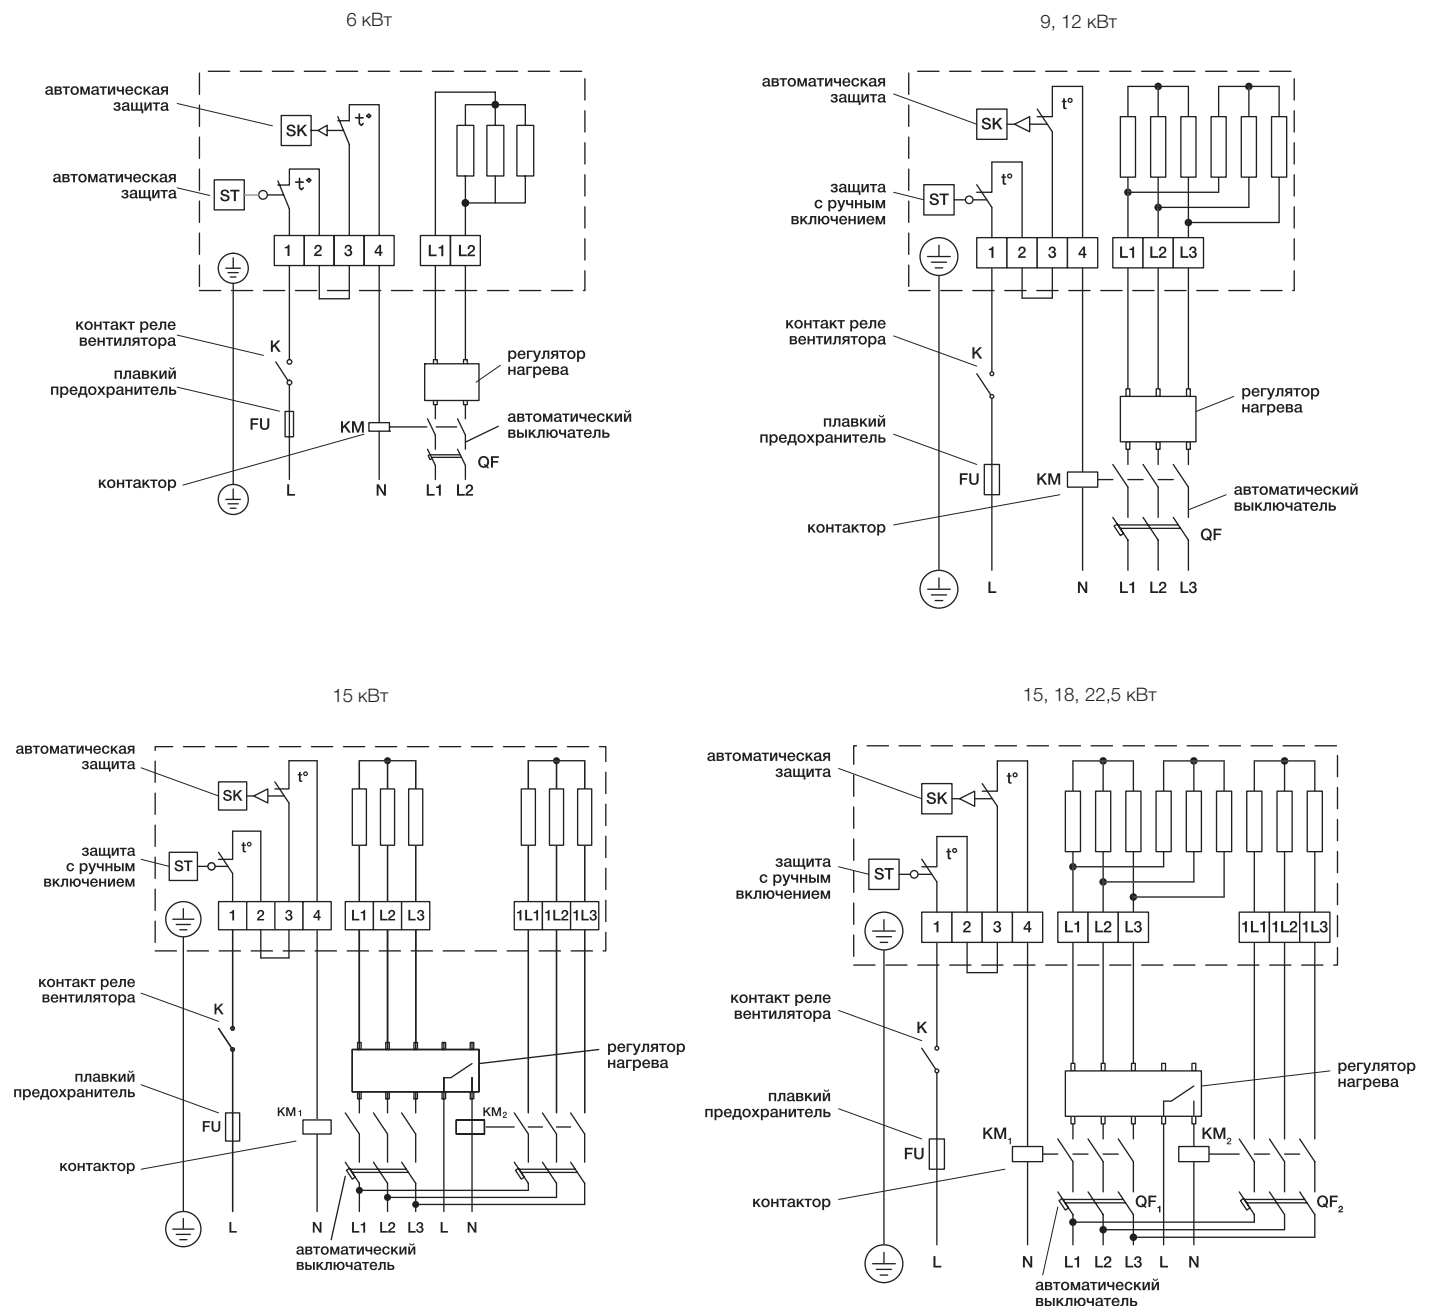 6 кВт
автоматическая
защита
SK
t°
автоматическая
защита
ST
t°
1 2 3 4 L1 L2
контакт реле
вентилятора
K
плавкий
предохранитель
FU
регулятор
нагрева
KM
автоматический
выключатель
QF
контактор
L N L1 L2
9, 12 кВт
автоматическая
защита
SK
t°
защита
с ручным
включением
ST
t°
1 2 3 4 L1 L2 L3
контакт реле
вентилятора
K
регулятор
нагрева
плавкий
предохранитель
FU
KM
автоматический
выключатель
контактор
QF
L N L1 L2 L3
15 кВт
автоматическая
защита
SK
t°
защита
с ручным
включением
ST
t°
1 2 3 4 L1 L2 L3 1L1 1L2 1L3
контакт реле
вентилятора
K
регулятор
нагрева
плавкий
предохранитель
FU
KM1
KM2
контактор
L N L1 L2 L3 L N
автоматический
выключатель
15, 18, 22,5 кВт
автоматическая
защита
SK
t°
защита
с ручным
включением
ST
t°
1 2 3 4 L1 L2 L3 1L1 1L2 1L3
контакт реле
вентилятора
K
регулятор
нагрева
плавкий
предохранитель
FU
KM1
KM2
контактор
QF1
QF2
L N L1 L2 L3 L N
автоматический
выключатель